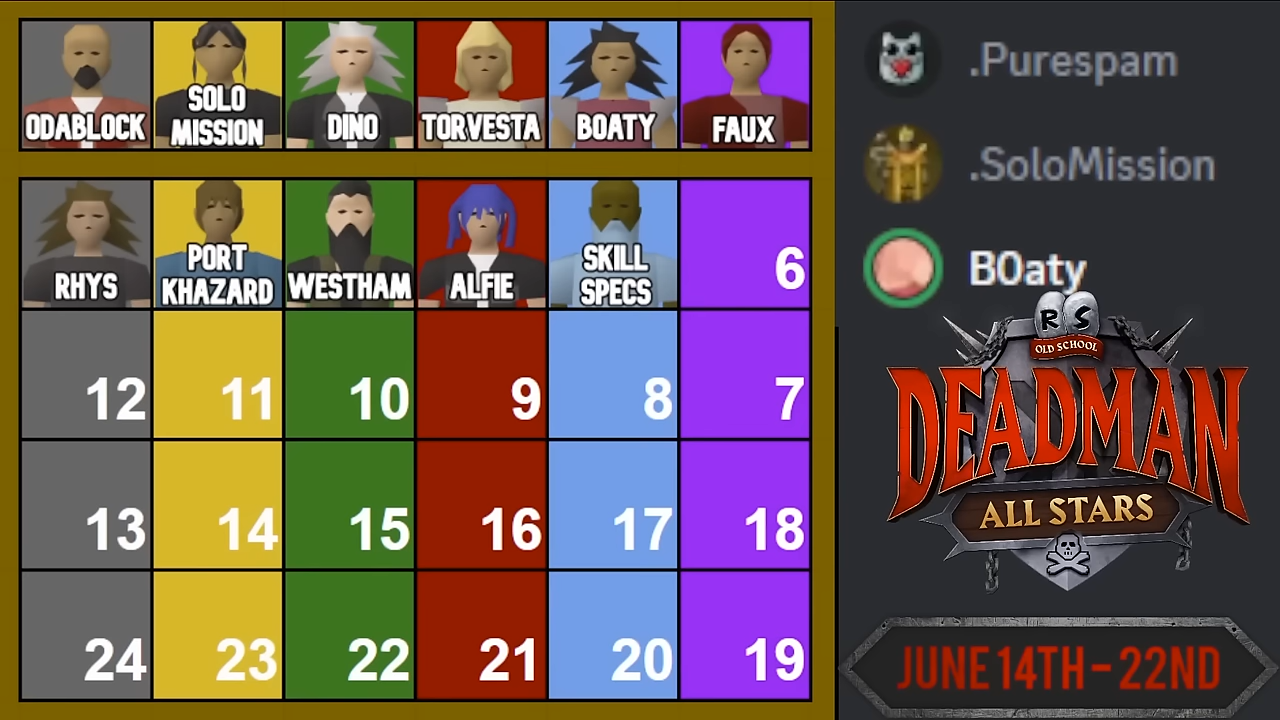 ODABLOCK
SOLO
MISSION
DINO
TORVESTA
BOATY
FAUX
RHYS
PORT
KHAZARD
WESTHAM
ALFIE
SKILL
SPECS
6
12
11
10
9
8
7
13
14
15
16
17
18
24
23
22
21
20
19
.Purespam
.SoloMission
B0aty
RS
OLD SCHOOL
DEADMAN
ALL STARS
JUNE 14TH - 22ND